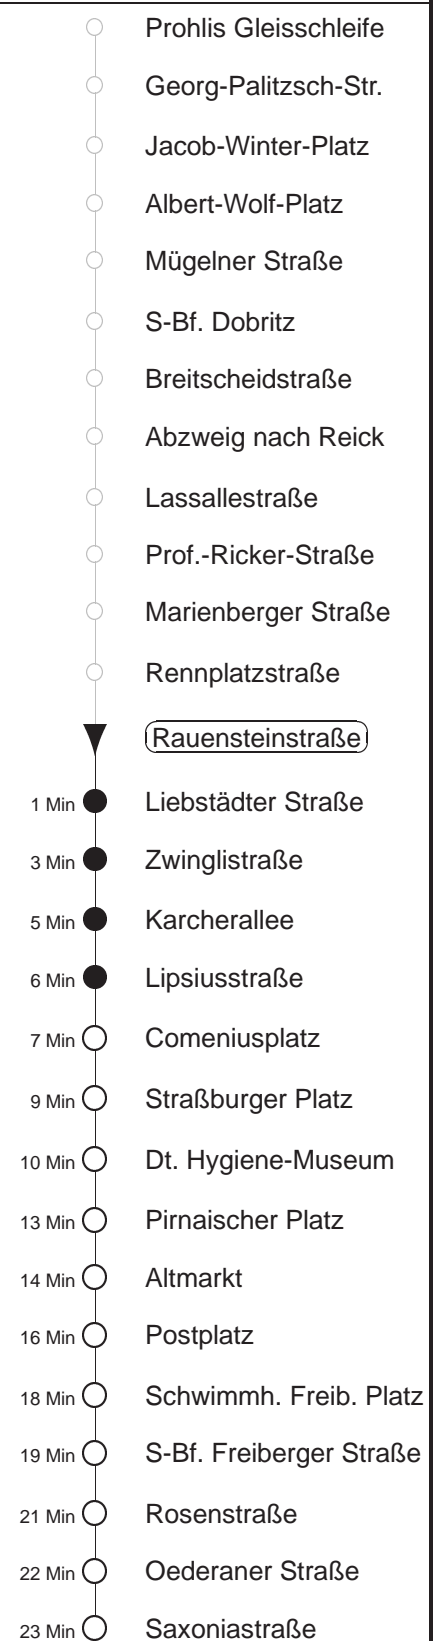 Prohlis Gleisschleife
Georg-Palitzsch-Str.
Jacob-Winter-Platz
Albert-Wolf-Platz
Mügelner Straße
S-Bf. Dobritz
Breitscheidstraße
Abzweig nach Reick
Lassallestraße
Prof.-Ricker-Straße
Marienberger Straße
Rennplatzstraße
Rauensteinstraße
1 Min Liebstädter Straße
3 Min Zwinglistraße
5 Min Karcherallee
6 Min Lipsiusstraße
7 Min Comeniusplatz
9 Min Straßburger Platz
10 Min Dt. Hygiene-Museum
13 Min Pirnaischer Platz
14 Min Altmarkt
16 Min Postplatz
18 Min Schwimmh. Freib. Platz
19 Min S-Bf. Freiberger Straße
21 Min Rosenstraße
22 Min Oederaner Straße
23 Min Saxoniastraße